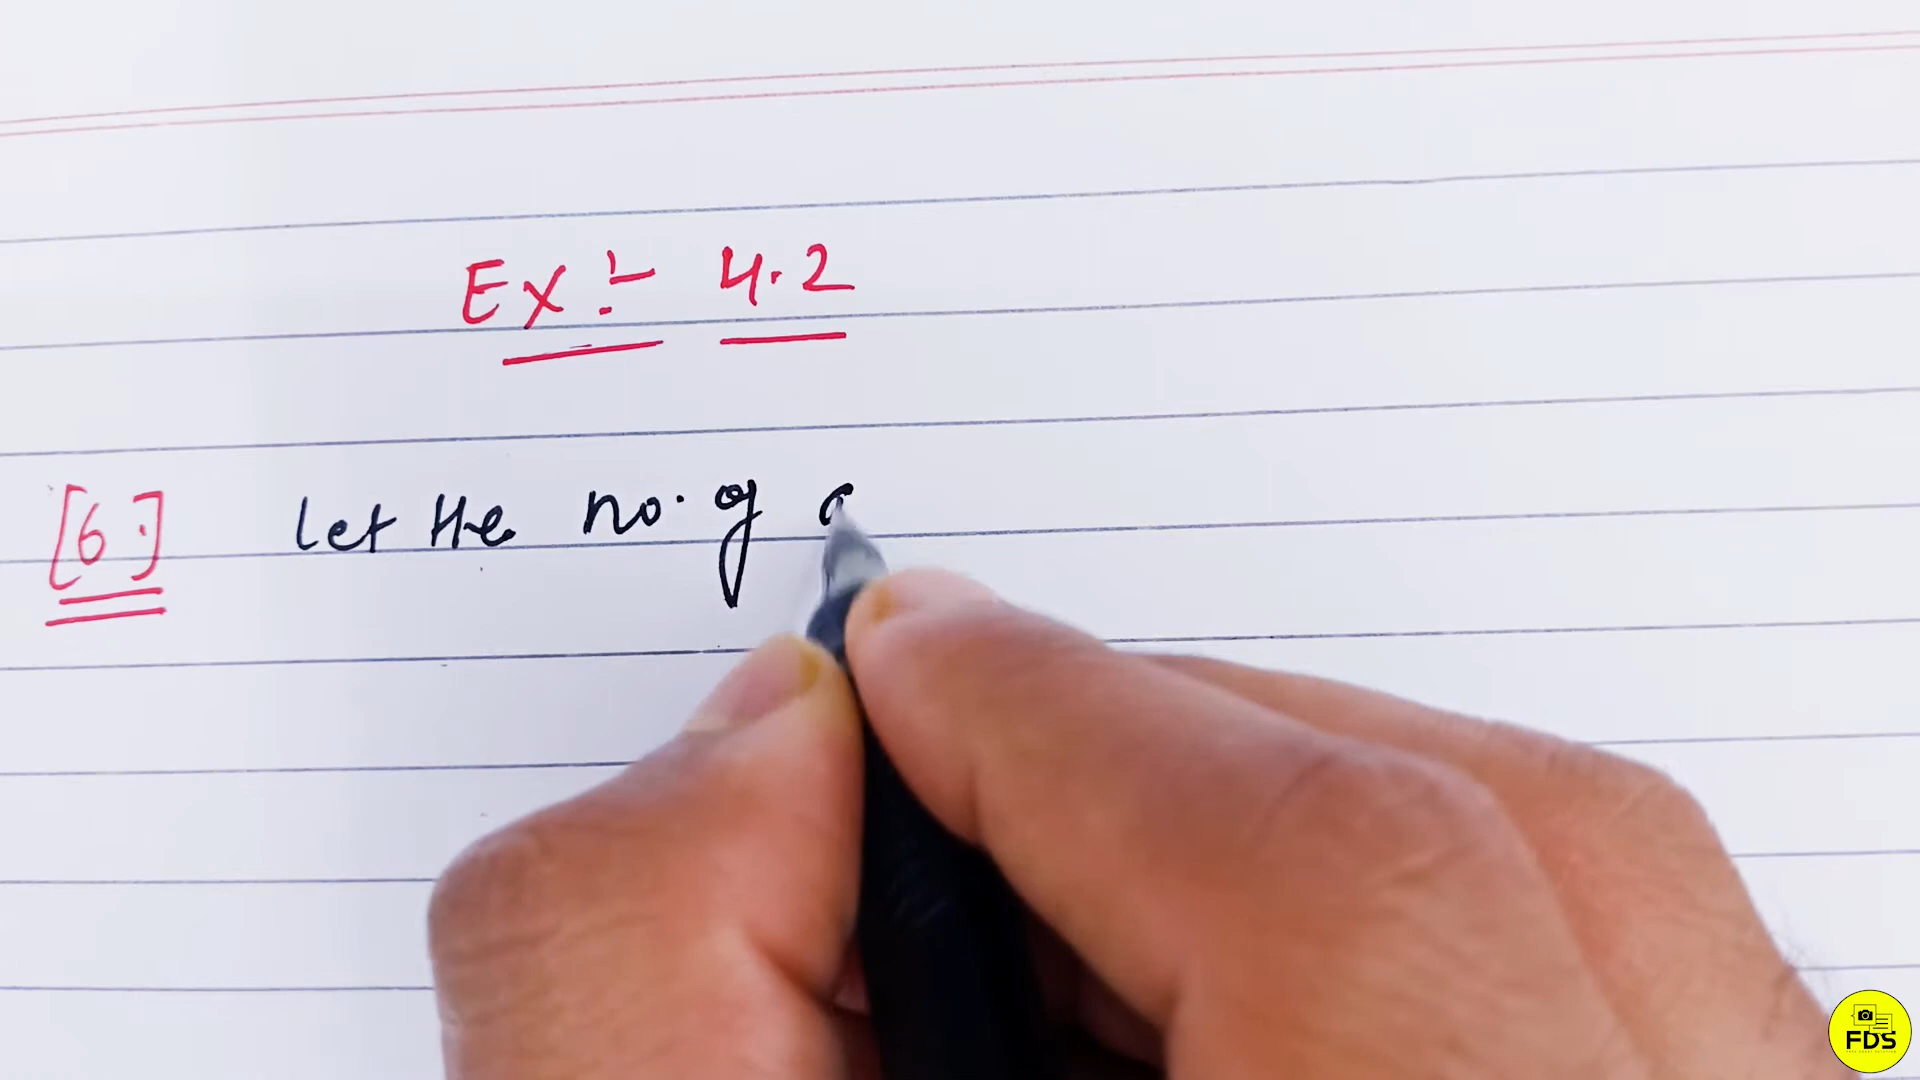 Ex:- 4.2
[6.] Let the no. of
FDS